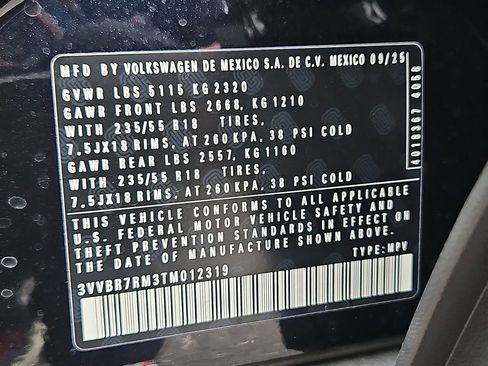 MFD BY VOLKSWAGEN DE MEXICO S.A. DE C.V. MEXICO 09/25
GVWR LBS 5115 KG 2320
GAWR FRONT LBS 2668, KG 1210
WITH 235/55 R18 TIRES,
7.5JX18 RIMS, AT 260 KPA, 38 PSI COLD
GAWR REAR LBS 2557, KG 1160
WITH 235/55 R18 TIRES,
7.5JX18 RIMS, AT 260 KPA, 38 PSI COLD
THIS VEHICLE CONFORMS TO ALL APPLICABLE
U.S. FEDERAL MOTOR VEHICLE SAFETY AND
THEFT PREVENTION STANDARDS IN EFFECT ON
THE DATE OF MANUFACTURE SHOWN ABOVE.
3VVBR7RM3TM012319
TYPE: MPV
4010307 4068